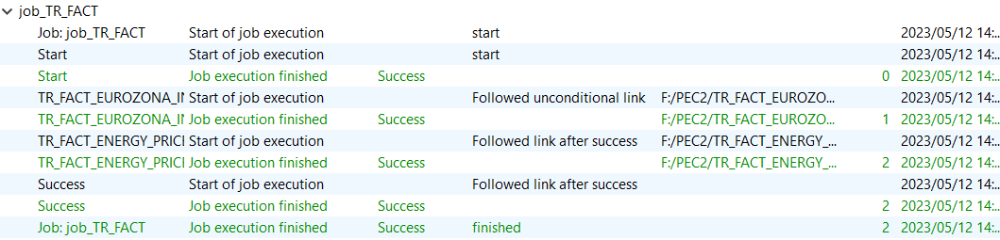 job_TR_FACT
Job: job_TR_FACT Start of job execution start 2023/05/12 14:..
Start Start of job execution start 2023/05/12 14:..
Start Job execution finished Success 0 2023/05/12 14:..
TR_FACT_EUROZONA_IN Start of job execution Followed unconditional link F:/PEC2/TR_FACT_EUROZO... 2023/05/12 14:..
TR_FACT_EUROZONA_IN Job execution finished Success F:/PEC2/TR_FACT_EUROZO... 1 2023/05/12 14:..
TR_FACT_ENERGY_PRICI Start of job execution Followed link after success F:/PEC2/TR_FACT_ENERGY_... 2023/05/12 14:..
TR_FACT_ENERGY_PRICI Job execution finished Success F:/PEC2/TR_FACT_ENERGY_... 2 2023/05/12 14:..
Success Start of job execution Followed link after success 2023/05/12 14:..
Success Job execution finished Success 2 2023/05/12 14:..
Job: job_TR_FACT Job execution finished Success finished 2 2023/05/12 14:..